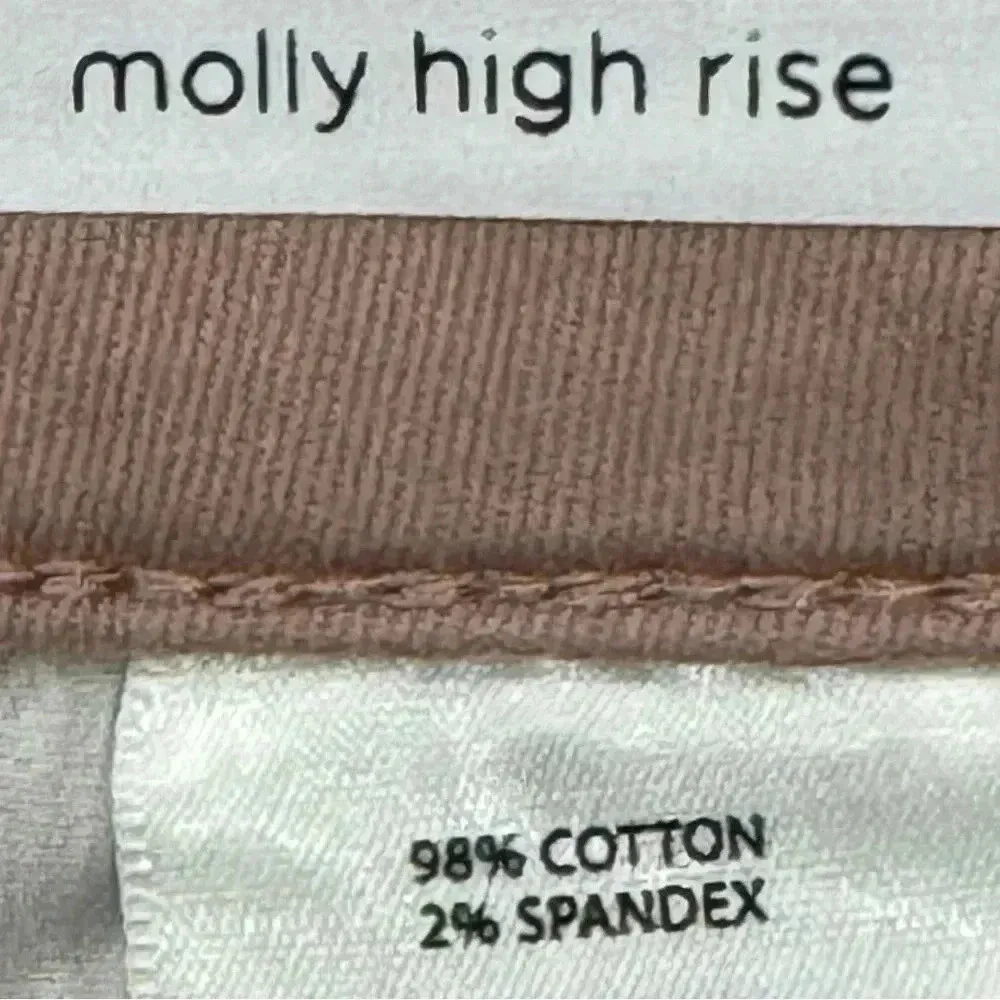 molly high rise
98% COTTON
2% SPANDEX